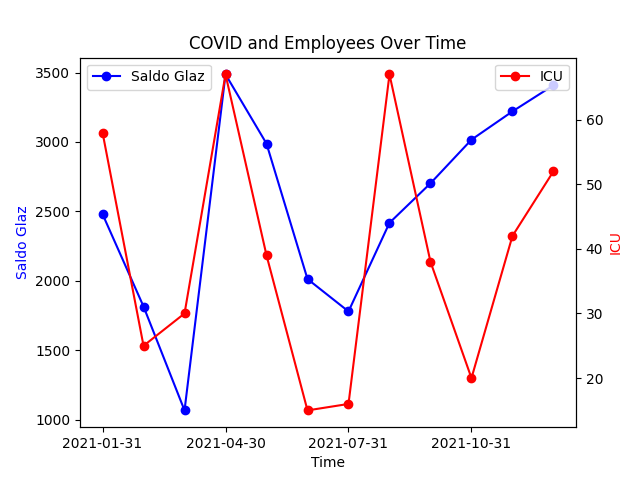 COVID and Employees Over Time
Saldo Glaz
ICU
3500
3000
2500
2000
1500
1000
Saldo Glaz
60
50
40
30
20
ICU
2021-01-31
2021-04-30
2021-07-31
2021-10-31
Time